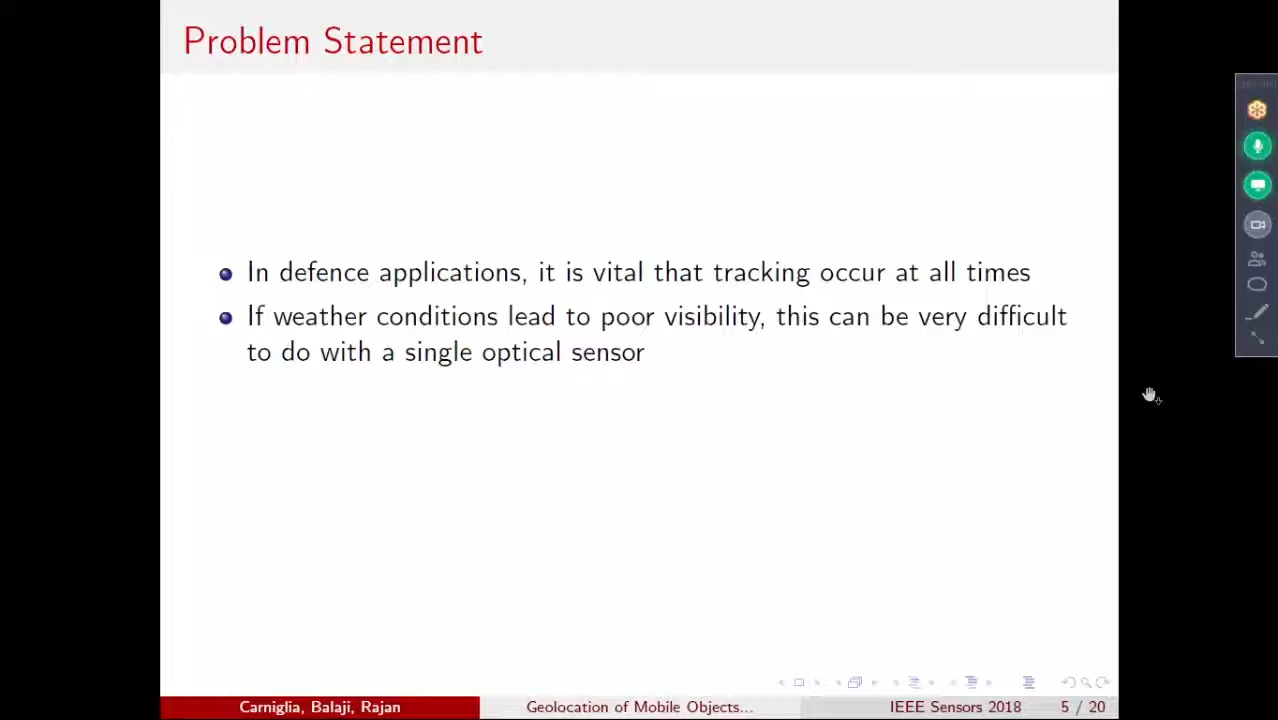 Problem Statement
In defence applications, it is vital that tracking occur at all times
If weather conditions lead to poor visibility, this can be very difficult
to do with a single optical sensor
Carniglia, Balaji, Rajan
Geolocation of Mobile Objects...
IEEE Sensors 2018
5 / 20